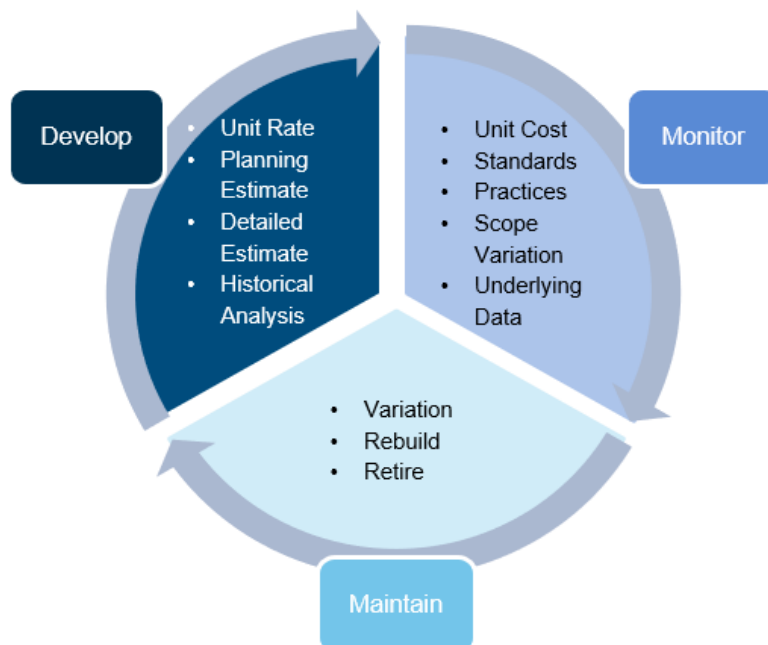 Develop
• Unit Rate
• Planning
Estimate
• Detailed
Estimate
• Historical
Analysis
Monitor
• Unit Cost
• Standards
• Practices
• Scope
Variation
• Underlying
Data
• Variation
• Rebuild
• Retire
Maintain